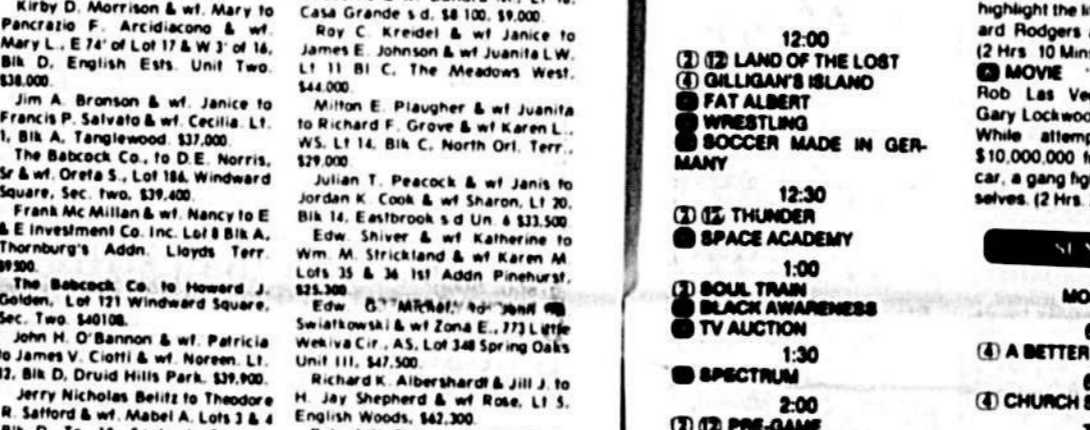 Kirby D. Morrison & wf. Mary to
Pancrazio F. Arcidiacono & wf.
Mary L., E 74' of Lot 17 & W 3' of 16,
Blk D, English Ests. Unit Two.
$38,000.
Jim A. Bronson & wf. Janice to
Francis P. Salvato & wf. Cecilia. Lt.
1, Blk A, Tanglewood. $37,000.
The Babcock Co., to D.E. Norris,
Sr & wf. Oreta S., Lot 186, Windward
Square, Sec. two, $39,400.
Frank Mc Millan & wf. Nancy to E
& E Investment Co. Inc. Lot 8 Blk A,
Thornburg's Addn. Lloyds Terr.
$9500.
The Babcock Co. to Howard J.
Golden, Lot 121 Windward Square,
Sec. Two. $40108.
John H. O'Bannon & wf. Patricia
to James V. Ciotti & wf. Noreen. Lt.
12, Blk D, Druid Hills Park, $39,900.
Jerry Nicholas Belitz to Theodore
R. Safford & wf. Mabel A. Lots 3 & 4
Casa Grande s d, $8 100, $9,000.
Roy C. Kreidel & wf Janice to
James E. Johnson & wf Juanita L W.
Lt 11 Bl C, The Meadows West,
$44,000.
Milton E. Plaugher & wf Juanita
to Richard F. Grove & wf Karen L.,
WS, Lt 14, Blk C, North Orl. Terr.,
$29,000.
Julian T. Peacock & wf Janis to
Jordan K. Cook & wf Sharon, Lt 20,
Blk 14, Eastbrook s d Un. 6 $33,500
Edw. Shiver & wf Katherine to
Wm. M. Strickland & wf Karen M
Lots 35 & 36 1st Addn Pinehurst,
$25,300
Edw G.
Swiatkowski & wf Zona E., 773 Little
Wekiva Cir., AS, Lot 348 Spring Oaks
Unit III, $47,500.
Richard K. Albershardt & Jill J. to
H. Jay Shepherd & wf Rose, Lt 5,
English Woods, $62,300.
12:00
2 12 LAND OF THE LOST
4 GILLIGAN'S ISLAND
FAT ALBERT
WRESTLING
SOCCER MADE IN GER-
MANY
12:30
2 12 THUNDER
SPACE ACADEMY
1:00
2 SOUL TRAIN
BLACK AWARENESS
TV AUCTION
1:30
SPECTRUM
2:00
2 12 PRE-GAME
highlight the
ard Rodgers
(2 Hrs 10
MOVIE
Rob Las
Gary Lockwood
While
$10,000,000
car, a gang
selves. (2 Hrs.
4 A BETTER
4 CHURCH